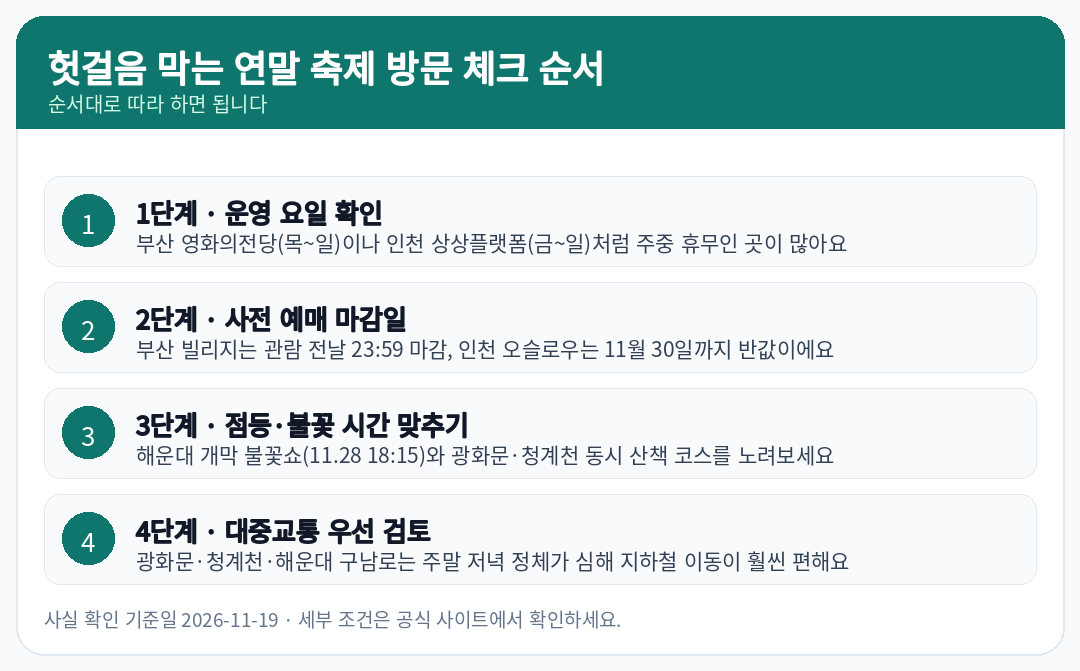 헛걸음 막는 연말 축제 방문 체크 순서
순서대로 따라 하면 됩니다
1
1단계 · 운영 요일 확인
부산 영화의전당(목~일)이나 인천 상상플랫폼(금~일)처럼 주중 휴무인 곳이 많아요
2
2단계 · 사전 예매 마감일
부산 빌리지는 관람 전날 23:59 마감, 인천 오슬로우는 11월 30일까지 반값이에요
3
3단계 · 점등·불꽃 시간 맞추기
해운대 개막 불꽃쇼(11.28 18:15)와 광화문·청계천 동시 산책 코스를 노려보세요
4
4단계 · 대중교통 우선 검토
광화문·청계천·해운대 구남로는 주말 저녁 정체가 심해 지하철 이동이 훨씬 편해요
사실 확인 기준일 2026-11-19 · 세부 조건은 공식 사이트에서 확인하세요.